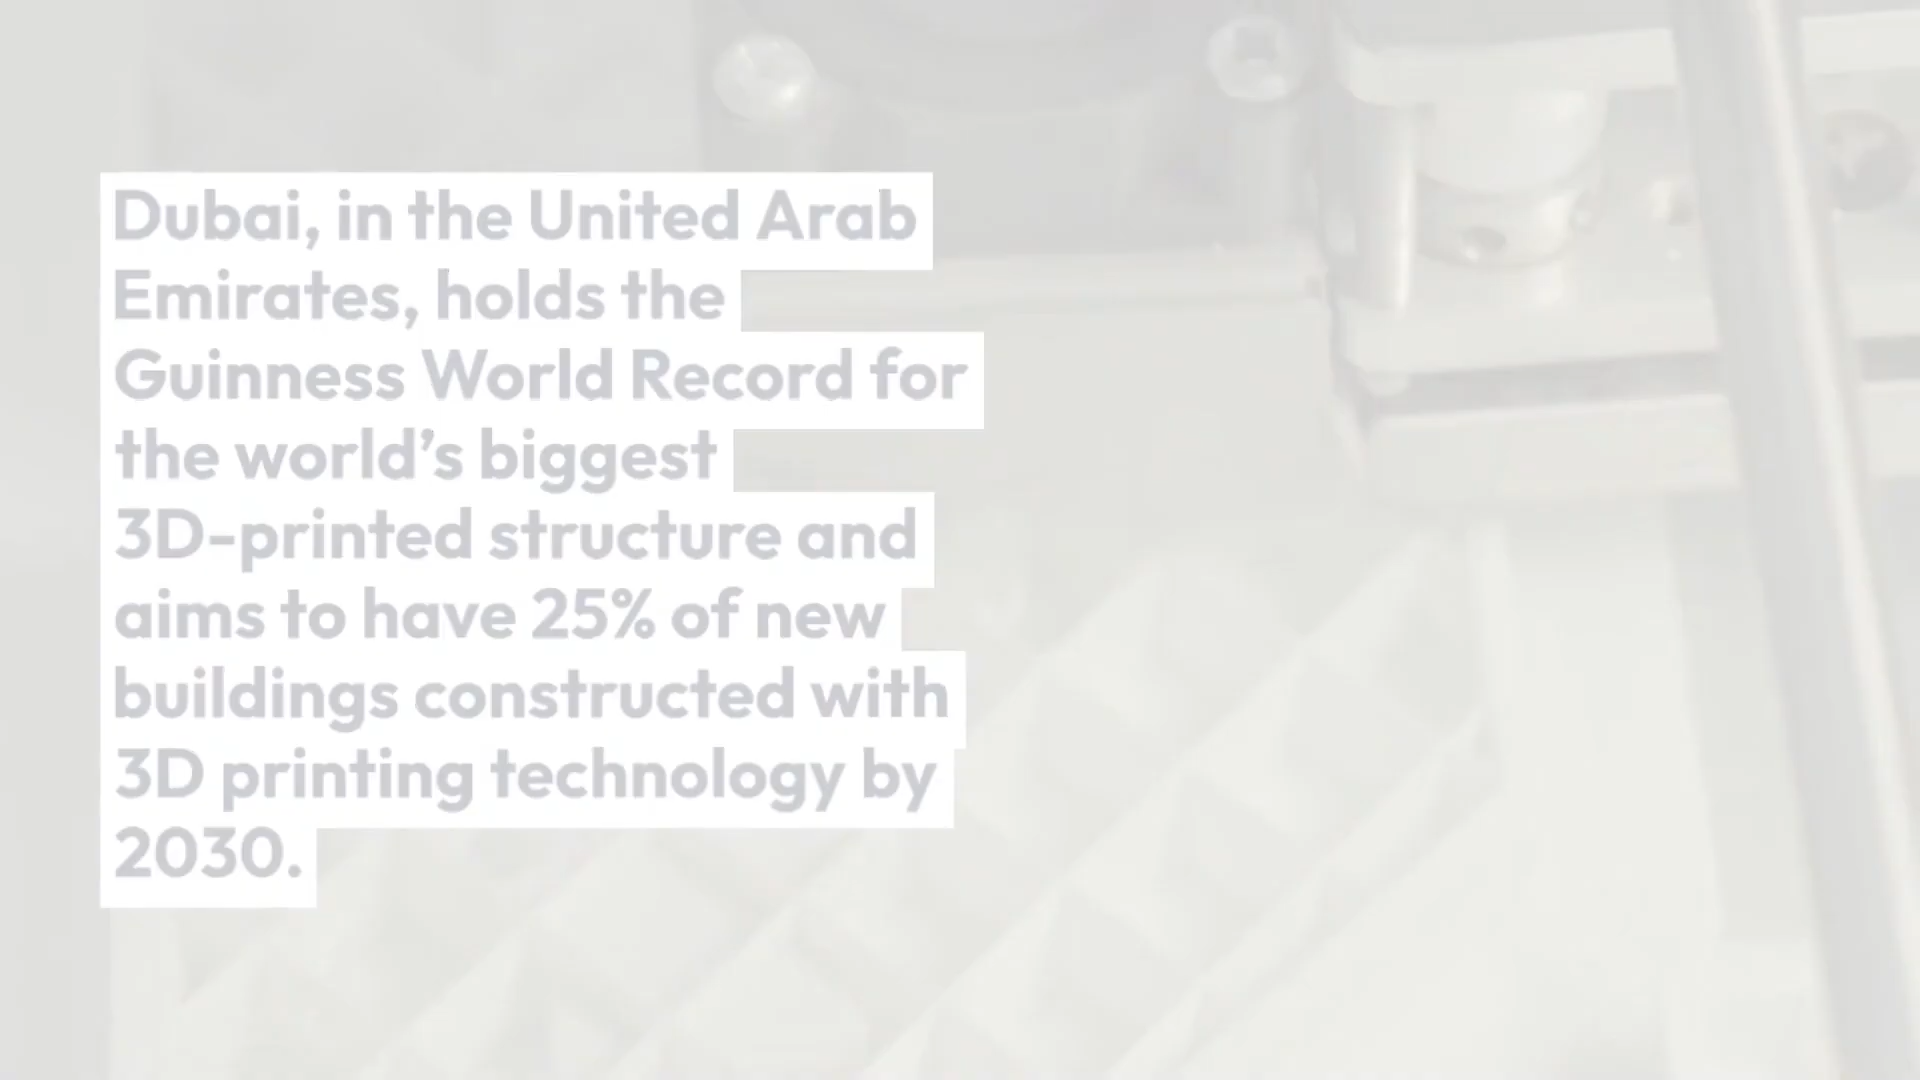 Dubai, in the United Arab
Emirates, holds the
Guinness World Record for
the world’s biggest
3D-printed structure and
aims to have 25% of new
buildings constructed with
3D printing technology by
2030.